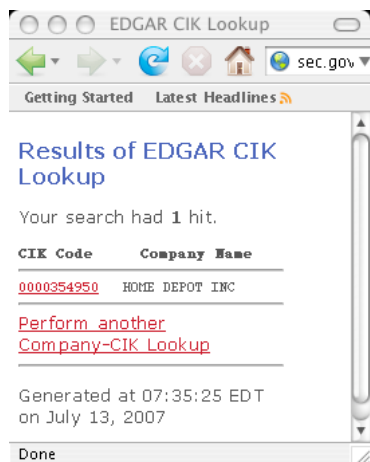 EDGAR CIK Lookup
sec.gov
Getting Started Latest Headlines
Results of EDGAR CIK
Lookup
Your search had 1 hit.
CIK Code Company Name
0000354950 HOME DEPOT INC
Perform another
Company-CIK Lookup
Generated at 07:35:25 EDT
on July 13, 2007
Done